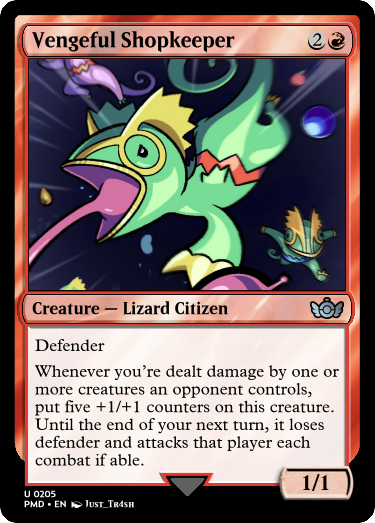 Vengeful Shopkeeper 2
Creature — Lizard Citizen
Defender
Whenever you're dealt damage by one or
more creatures an opponent controls,
put five +1/+1 counters on this creature.
Until the end of your next turn, it loses
defender and attacks that player each
combat if able.
1/1
U 0205
PMD • EN Just_Tr4sh